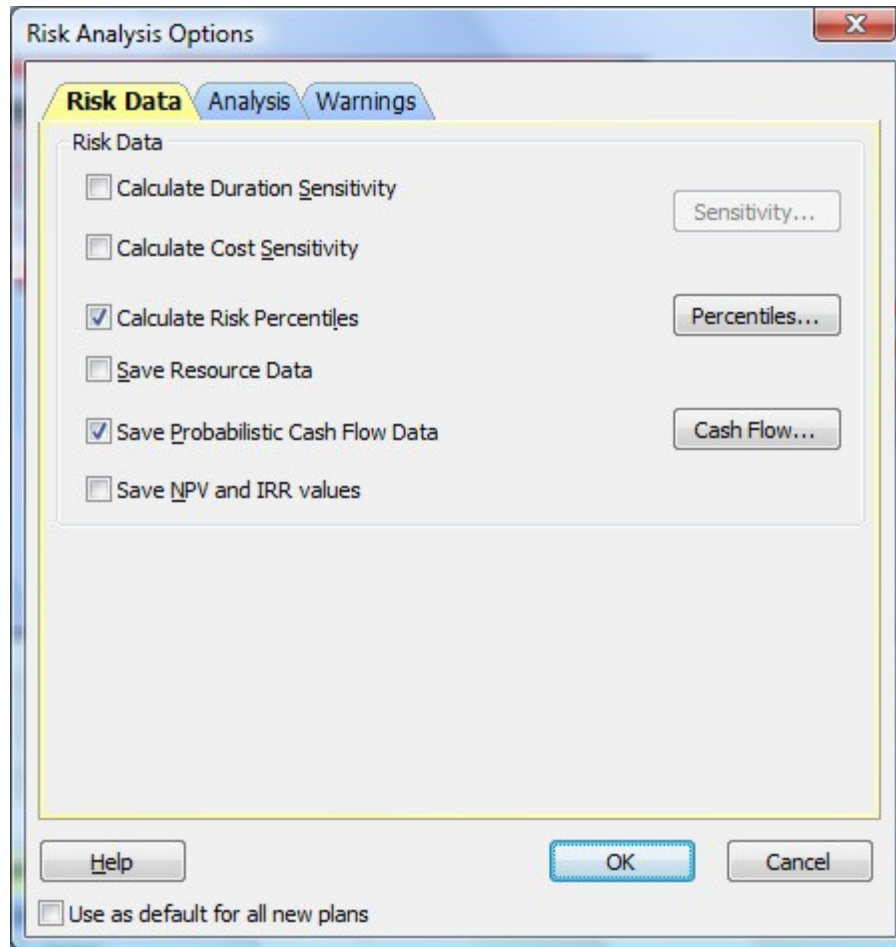 Risk Analysis Options
Risk Data Analysis Warnings
Risk Data
Calculate Duration Sensitivity
Sensitivity...
Calculate Cost Sensitivity
Calculate Risk Percentiles
Percentiles...
Save Resource Data
Save Probabilistic Cash Flow Data
Cash Flow...
Save NPV and IRR values
Help OK Cancel
Use as default for all new plans